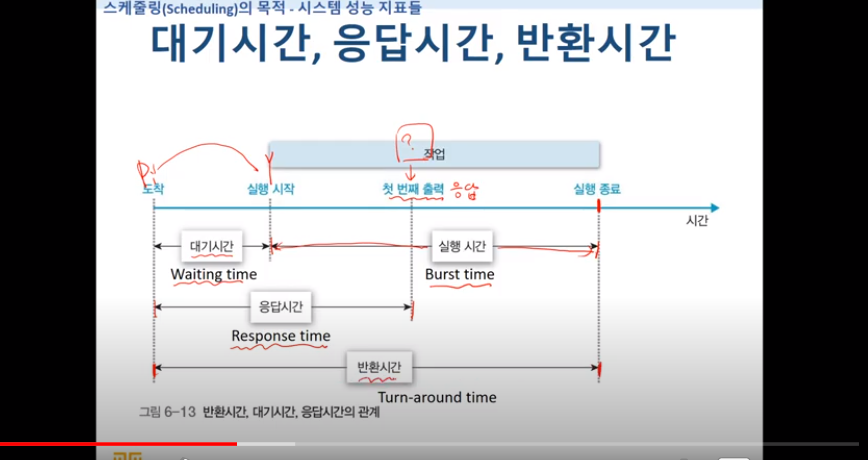 스케줄링(Scheduling)의 목적 - 시스템 성능 지표들
대기시간, 응답시간, 반환시간
?
작업
도착
실행 시작
첫 번째 출력 응답
실행 종료
시간
대기시간
실행 시간
Waiting time
Burst time
응답시간
Response time
반환시간
Turn-around time
그림 6-13 반환시간, 대기시간, 응답시간의 관계